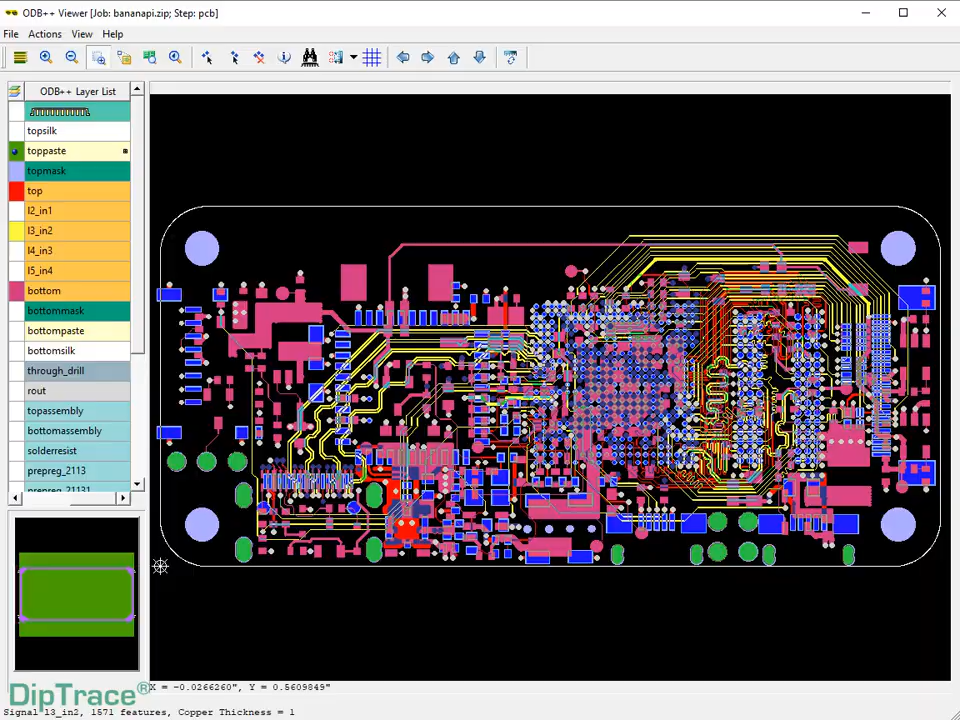 ODB++ Viewer [Job: bananapi.zip; Step: pcb]
File Actions View Help
ODB++ Layer List
topsilk
toppaste
topmask
top
l2_in1
l3_in2
l4_in3
l5_in4
bottom
bottommask
bottompaste
bottomsilk
through_drill
rout
topassembly
bottomassembly
solderresist
prepreg_2113
prepreg_21131
DipTrace®
X = -0.0266260", Y = 0.5609849"
Signal l3_in2, 1571 features, Copper Thickness = 1